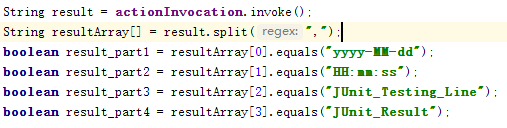 String result = actionInvocation.invoke();
String resultArray[] = result.split( regex: ",");
boolean result_part1 = resultArray[0].equals("yyyy-MM-dd");
boolean result_part2 = resultArray[1].equals("HH:mm:ss");
boolean result_part3 = resultArray[2].equals("JUnit_Testing_Line");
boolean result_part4 = resultArray[3].equals("JUnit_Result");